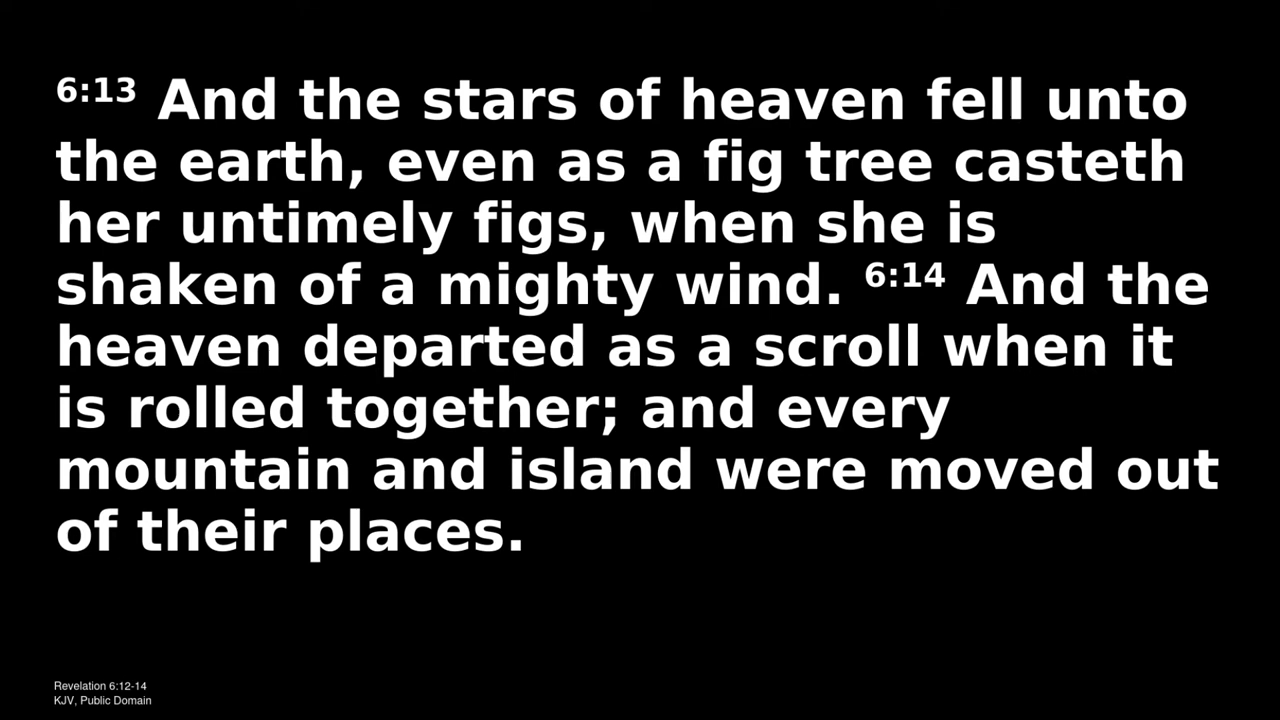 6:13 And the stars of heaven fell unto
the earth, even as a fig tree casteth
her untimely figs, when she is
shaken of a mighty wind. 6:14 And the
heaven departed as a scroll when it
is rolled together; and every
mountain and island were moved out
of their places.
Revelation 6:12-14
KJV, Public Domain